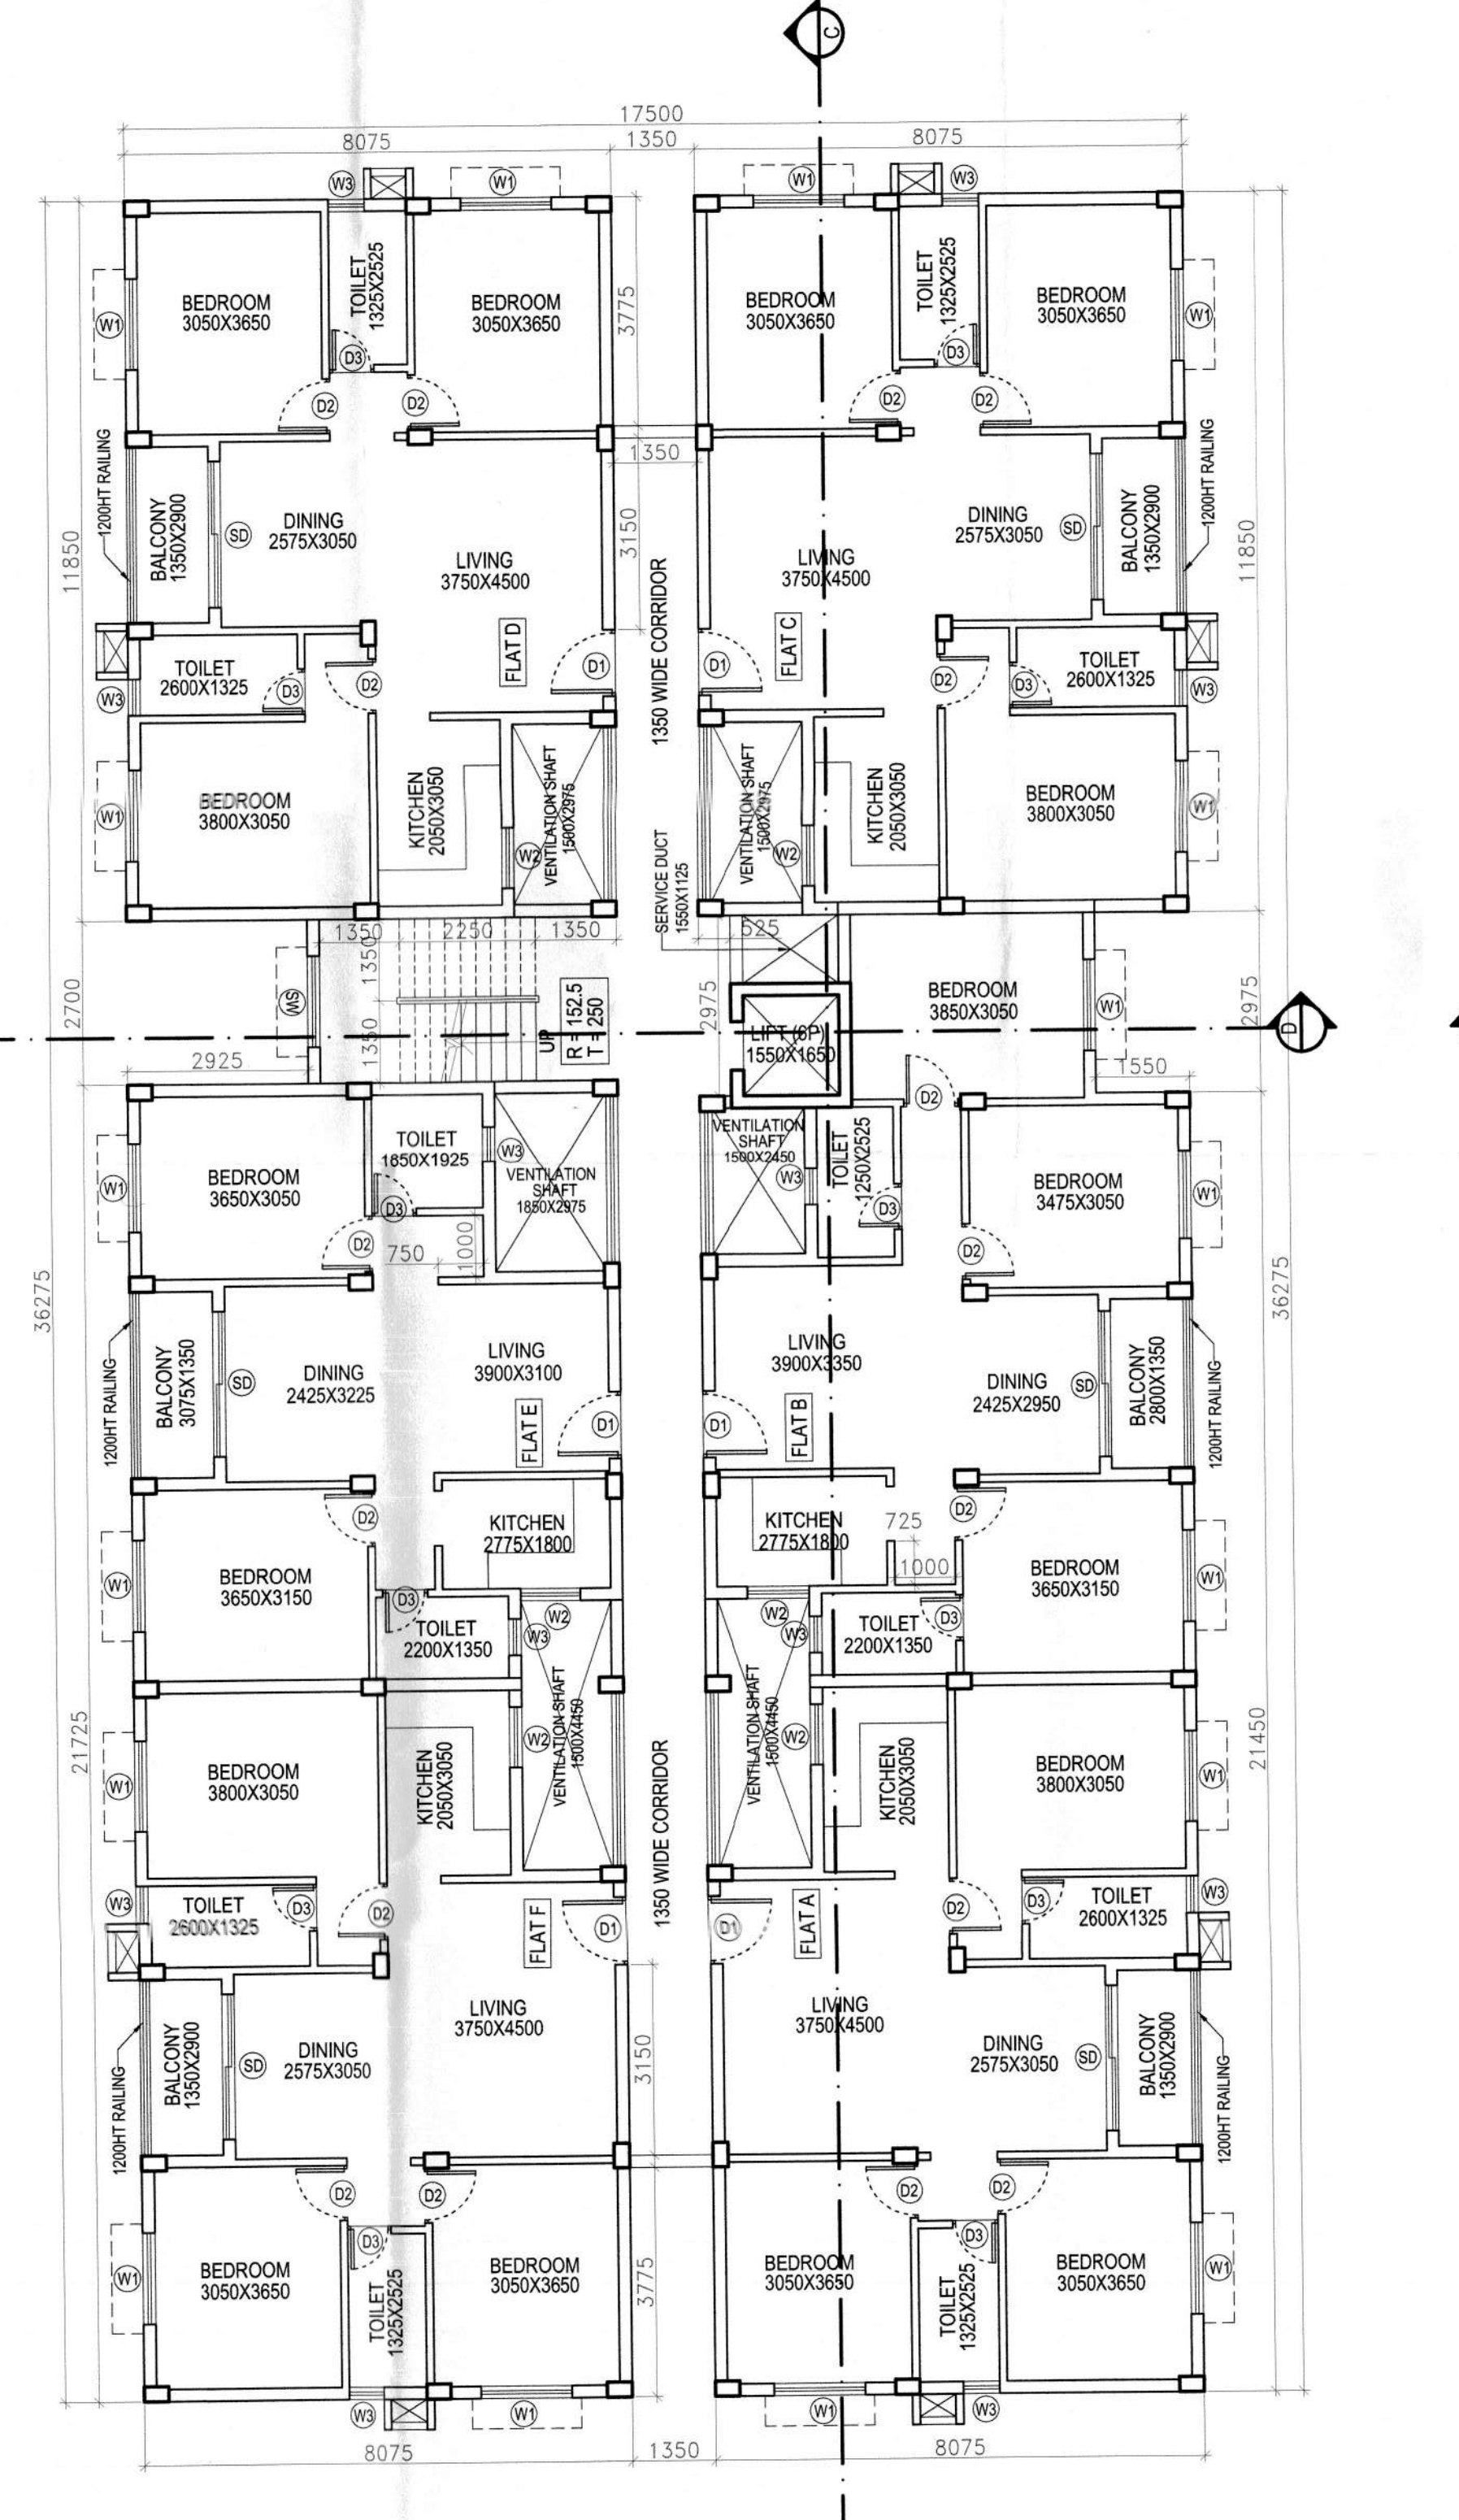 C
17500
8075
1350
8075
W3
W1
W1
W3
BEDROOM
3050X3650
TOILET
1325X2525
BEDROOM
3050X3650
3775
BEDROOM
3050X3650
TOILET
1325X2525
BEDROOM
3050X3650
W1
W1
D3
D3
D2
D2
D2
D2
1200HT RAILING
1350
1200HT RAILING
BALCONY
1350X2900
SD
DINING
2575X3050
LIVING
3750X4500
3150
LIVING
3750X4500
DINING
2575X3050
SD
BALCONY
1350X2900
11850
11850
1350 WIDE CORRIDOR
FLAT D
FLAT C
TOILET
2600X1325
D3
D2
D1
D1
D2
D3
TOILET
2600X1325
W3
W3
BEDROOM
3800X3050
W1
KITCHEN
2050X3050
W2
VENTILATION SHAFT
1500X2975
VENTILATION SHAFT
1500X2975
W2
KITCHEN
2050X3050
BEDROOM
3800X3050
W1
SERVICE DUCT
1550X1125
1350
2250
1350
525
1350
1350
2700
SW
UP
R = 152.5
T = 250
2975
LIFT (6P)
1550X1650
BEDROOM
3850X3050
W1
2975
D
2925
1550
D2
BEDROOM
3650X3050
W1
TOILET
1850X1925
W3
VENTILATION
SHAFT
1850X2975
VENTILATION
SHAFT
1500X2450
W3
TOILET
1250X2525
BEDROOM
3475X3050
W1
D3
D2
750
1000
D3
D2
36275
36275
1200HT RAILING
BALCONY
3075X1350
SD
DINING
2425X3225
LIVING
3900X3100
FLAT E
D1
D1
LIVING
3900X3350
FLAT B
DINING
2425X2950
SD
BALCONY
2800X1350
1200HT RAILING
D2
KITCHEN
2775X1800
KITCHEN
2775X1800
725
1000
D2
BEDROOM
3650X3150
W1
D3
TOILET
2200X1350
W2
W3
W2
W3
TOILET
2200X1350
D3
BEDROOM
3650X3150
W1
21725
21450
BEDROOM
3800X3050
W1
KITCHEN
2050X3050
W2
VENTILATION SHAFT
1500X4450
1350 WIDE CORRIDOR
VENTILATION SHAFT
1500X4450
W2
KITCHEN
2050X3050
BEDROOM
3800X3050
W1
W3
TOILET
2600X1325
D3
D2
FLAT F
D1
D1
FLAT A
D2
D3
TOILET
2600X1325
W3
1200HT RAILING
BALCONY
1350X2900
SD
DINING
2575X3050
LIVING
3750X4500
3150
LIVING
3750X4500
DINING
2575X3050
SD
BALCONY
1350X2900
1200HT RAILING
D2
D2
D2
D2
D3
D3
BEDROOM
3050X3650
W1
TOILET
1325X2525
BEDROOM
3050X3650
3775
BEDROOM
3050X3650
TOILET
1325X2525
BEDROOM
3050X3650
W1
W3
W1
W1
W3
8075
1350
8075